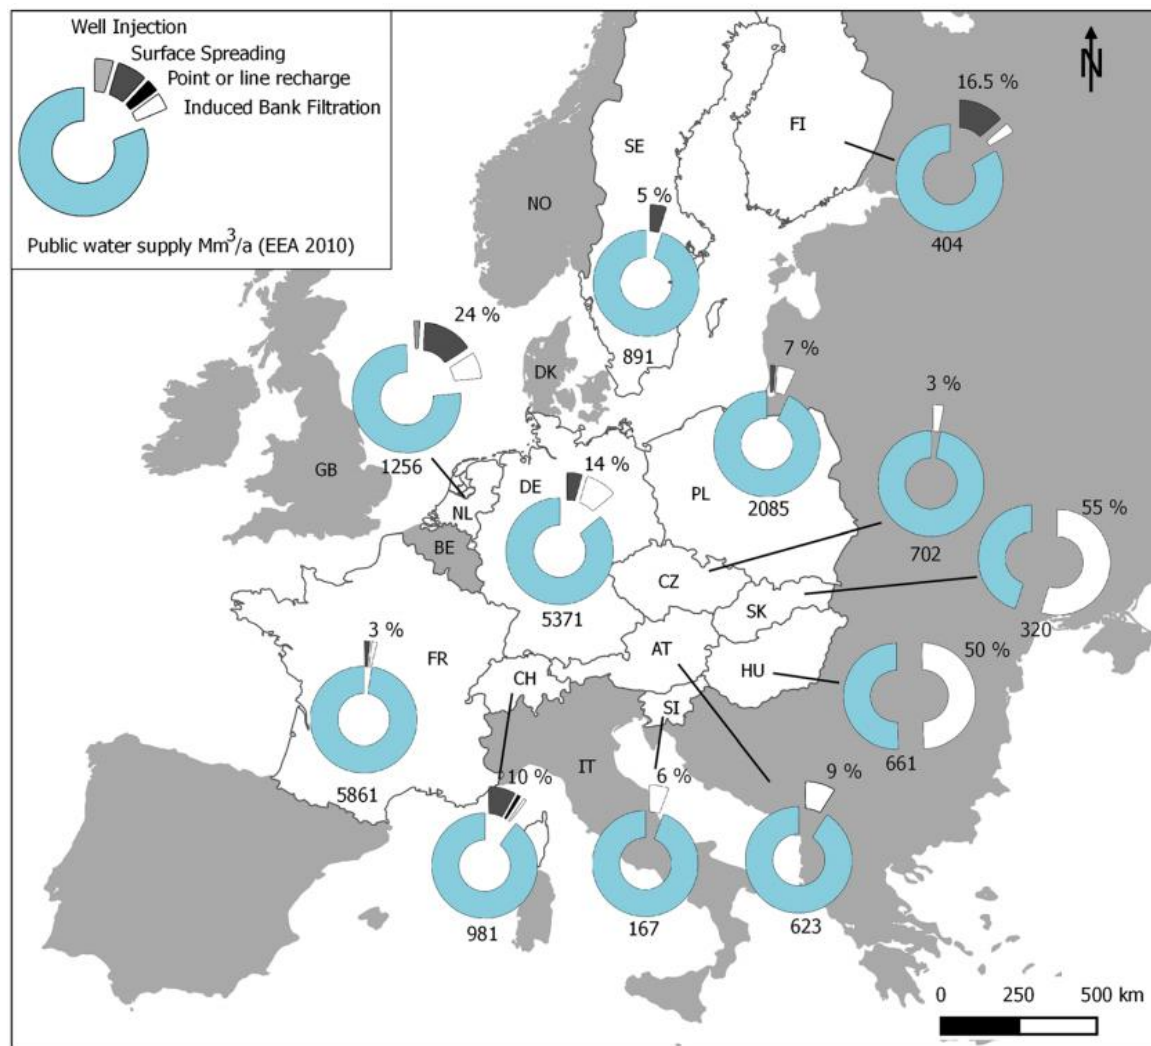 Well Injection
Surface Spreading
Point or line recharge
Induced Bank Filtration
Public water supply Mm³/a (EEA 2010)
N
16.5 %
FI
SE
5 %
NO
404
24 %
891
7 %
DK
3 %
1256
GB
14 %
DE
PL
55 %
NL
2085
BE
702
CZ
SK
5371
320
AT
50 %
3 %
FR
CH
HU
SI
661
IT
5861
10 %
6 %
9 %
981
167
623
0 250 500 km